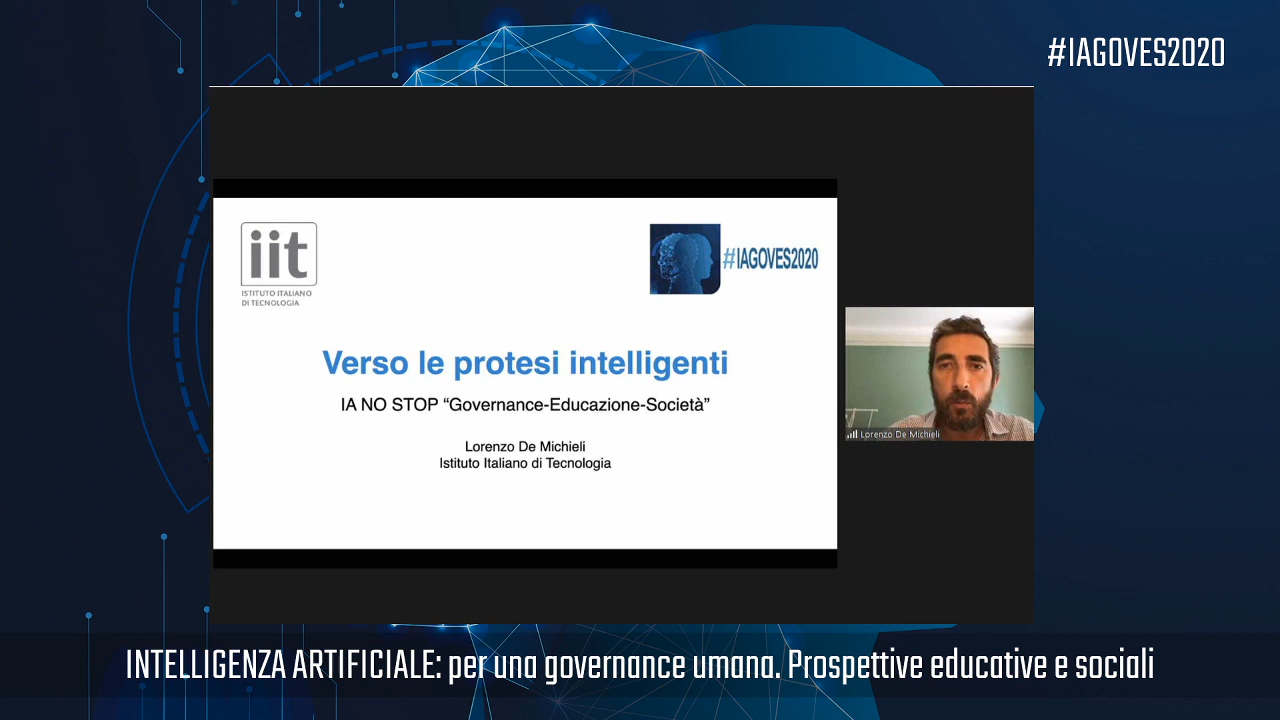 #IAGOVES2020
iit
ISTITUTO ITALIANO
DI TECNOLOGIA
#IAGOVES2020
Verso le protesi intelligenti
IA NO STOP “Governance-Educazione-Società”
Lorenzo De Michieli
Istituto Italiano di Tecnologia
Lorenzo De Michieli
INTELLIGENZA ARTIFICIALE: per una governance umana. Prospettive educative e sociali